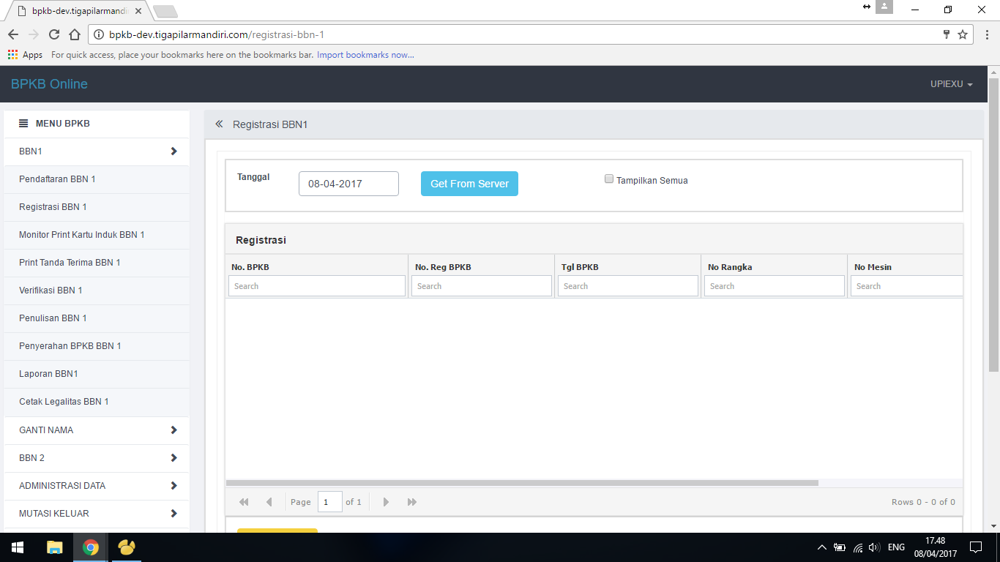 bpkb-dev.tigapilarmandi
bpkb-dev.tigapilarmandiri.com/registrasi-bbn-1
Apps For quick access, place your bookmarks here on the bookmarks bar. Import bookmarks now...
BPKB Online UPIEXU
MENU BPKB
BBN1
Pendaftaran BBN 1
Registrasi BBN 1
Monitor Print Kartu Induk BBN 1
Print Tanda Terima BBN 1
Verifikasi BBN 1
Penulisan BBN 1
Penyerahan BPKB BBN 1
Laporan BBN1
Cetak Legalitas BBN 1
GANTI NAMA
BBN 2
ADMINISTRASI DATA
MUTASI KELUAR
Registrasi BBN1
Tanggal 08-04-2017 Get From Server Tampilkan Semua
Registrasi
No. BPKB No. Reg BPKB Tgl BPKB No Rangka No Mesin
Search Search Search Search Search
Page 1 of 1 Rows 0 - 0 of 0
ENG 17.48
08/04/2017